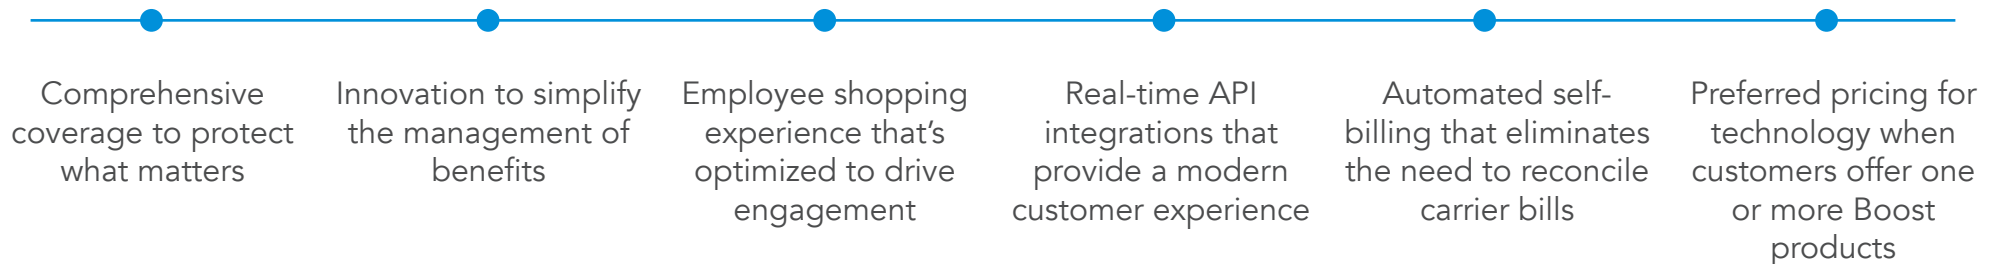 Comprehensive
coverage to protect
what matters
Innovation to simplify
the management of
benefits
Employee shopping
experience that’s
optimized to drive
engagement
Real-time API
integrations that
provide a modern
customer experience
Automated self-
billing that eliminates
the need to reconcile
carrier bills
Preferred pricing for
technology when
customers offer one
or more Boost
products